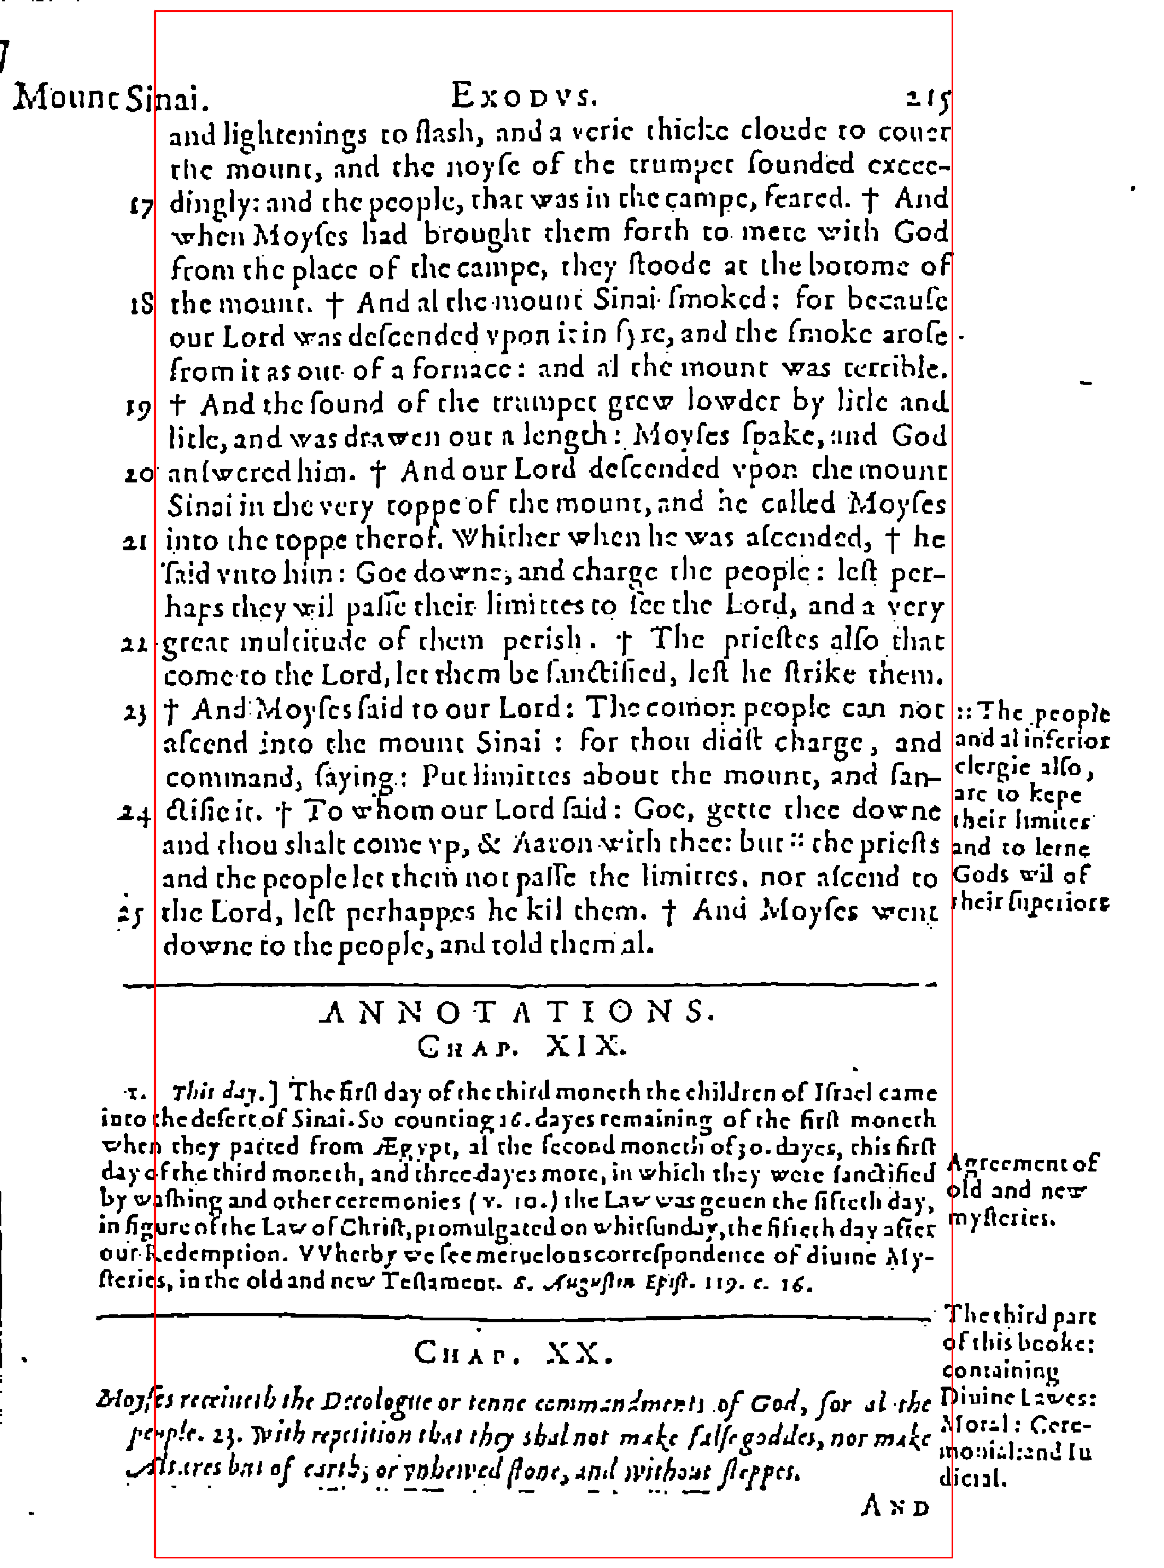 Mount Sinai. EXODVS. 215
and lightenings to flash, and a verie thicke cloude to couer
the mount, and the noyſe of the trumpet ſounded excee-
17 dingly: and the people, that was in the campe, feared. † And
when Moyſes had brought them forth to mete with God
from the place of the campe, they ſtoode at the botome of
18 the mount. † And al the mount Sinai ſmoked: for becauſe
our Lord was deſcended vpon it in fyre, and the ſmoke aroſe
from it as out of a fornace: and al the mount was terrible.
19 † And the ſound of the trumpet grew lowder by litle and
litle, and was drawen out a length: Moyſes ſpake, and God
20 anſwered him. † And our Lord deſcended vpon the mount
Sinai in the very toppe of the mount, and he called Moyſes
21 into the toppe therof. Whither when he was aſcended, † he
ſaid vnto him: Goe downe, and charge the people: leſt per-
haps they wil paſſe their limittes to ſee the Lord, and a very
22 great multitude of them perish. † The prieſtes alſo that
come to the Lord, let them be ſanctified, leſt he ſtrike them.
23 † And Moyſes ſaid to our Lord: The comõn people can not
aſcend into the mount Sinai: for thou didſt charge, and
command, ſaying: Put limittes about the mount, and ſan-
24 ctifie it. † To whom our Lord ſaid: Goe, gette thee downe
and thou shalt come vp, & Aaron with thee: but :: the prieſts
and the people let them not paſſe the limittes, nor aſcend to
25 the Lord, leſt perhappes he kil them. † And Moyſes went
downe to the people, and told them al.
:: The people
and al inferior
clergie alſo,
are to kepe
their limites
and to lerne
Gods wil of
their ſuperiors
ANNOTATIONS.
CHAP. XIX.
1. This day.] The firſt day of the third moneth the children of Iſrael came
into the deſert of Sinai. So counting 16. dayes remaining of the firſt moneth
when they parted from Ægypt, al the ſecond moneth of 30. dayes, this firſt
day of the third moneth, and three dayes more, in which they were ſanctified
by waſhing and other ceremonies (v. 10.) the Law was geuen the fifteth day,
in figure of the Law of Chriſt, promulgated on whitſunday, the fifteth day after
our Redemption. VVherby we ſee meruelous correſpondence of diuine My-
ſteries, in the old and new Teſtament. S. Auguſtin Epiſt. 119. c. 16.
Agreement of
old and new
myſteries.
CHAP. XX.
Moyſes receiueth the Decologue or tenne commandments of God, for al the
people. 23. With repetition that they shal not make falſe goddes, nor make
Altares but of earth, or vnhewed ſtone, and without ſteppes.
The third part
of this booke:
containing
Diuine Lawes:
Moral: Cere-
monial: and Iu
dicial.
AND